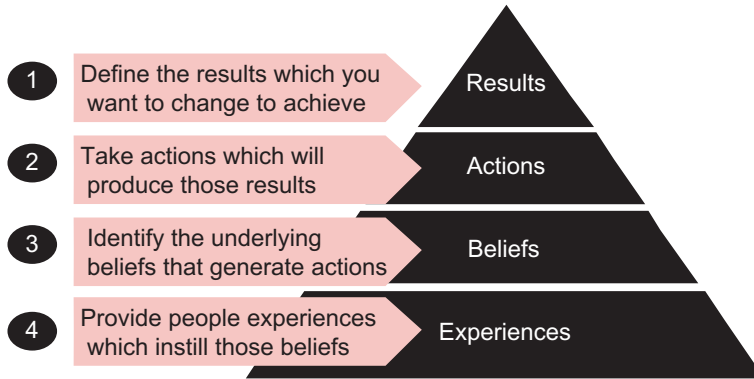 1
Define the results which you
want to change to achieve
Results
2
Take actions which will
produce those results
Actions
3
Identify the underlying
beliefs that generate actions
Beliefs
4
Provide people experiences
which instill those beliefs
Experiences